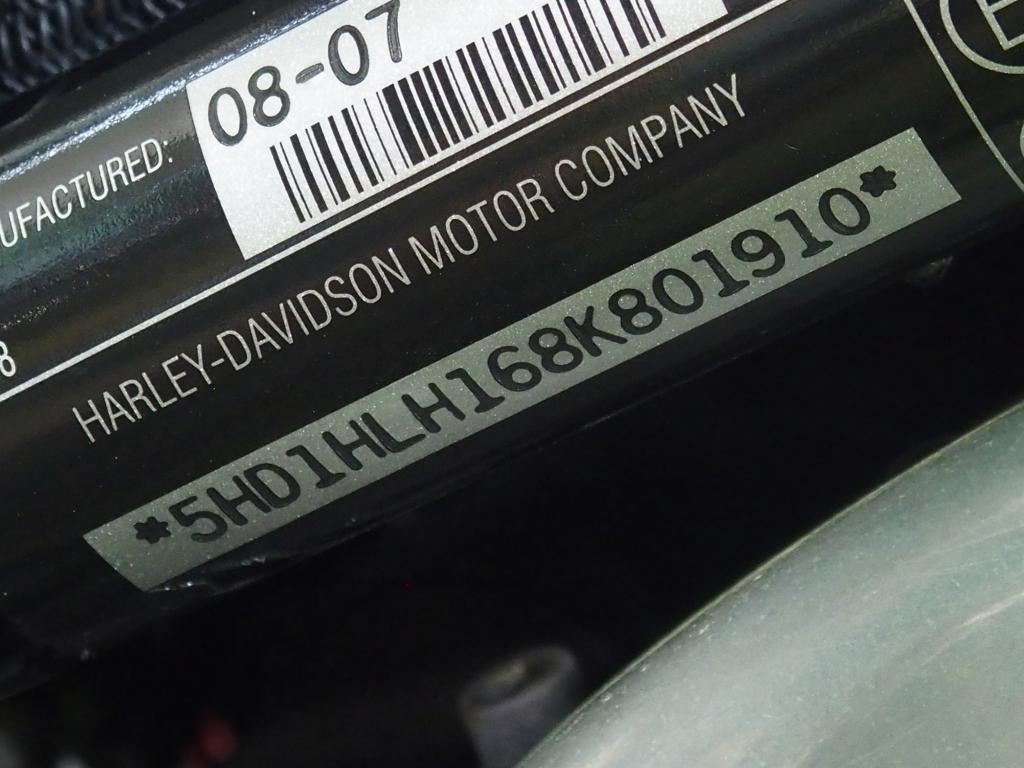 UFACTURED: 08-07
8
HARLEY-DAVIDSON MOTOR COMPANY
*5HD1HLH168K801910*